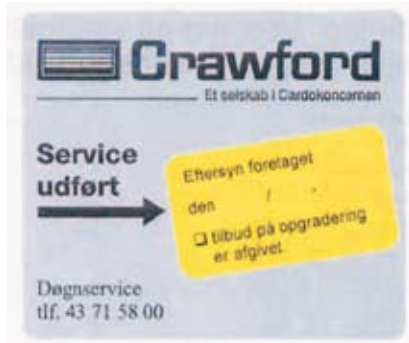 Crawford
Et selskab i Cardokoncernen
Service
udført
Eftersyn foretaget
den / -
❏ tilbud på opgradering
er afgivet.
Døgnservice
tlf. 43 71 58 00